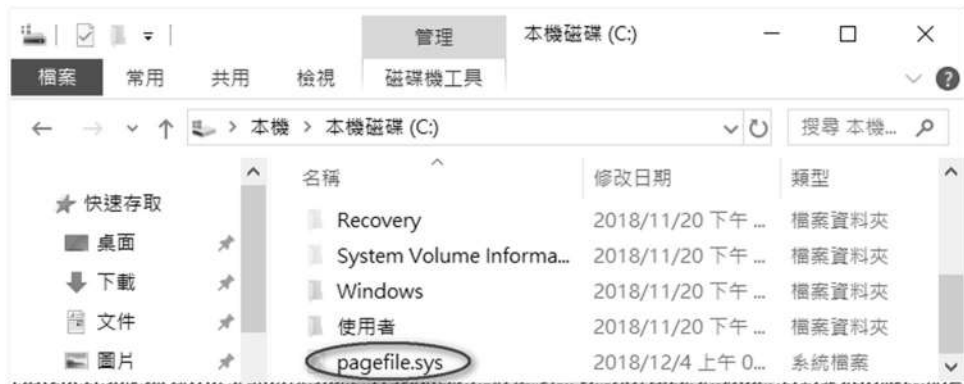 管理 本機磁碟 (C:)
檔案 常用 共用 檢視 磁碟機工具
本機 > 本機磁碟 (C:) 搜尋 本機...
名稱 修改日期 類型
快速存取
Recovery 2018/11/20 下午 ... 檔案資料夾
桌面
System Volume Informa... 2018/11/20 下午 ... 檔案資料夾
下載
Windows 2018/11/20 下午 ... 檔案資料夾
文件
使用者 2018/11/20 下午 ... 檔案資料夾
圖片
pagefile.sys 2018/12/4 上午 0... 系統檔案